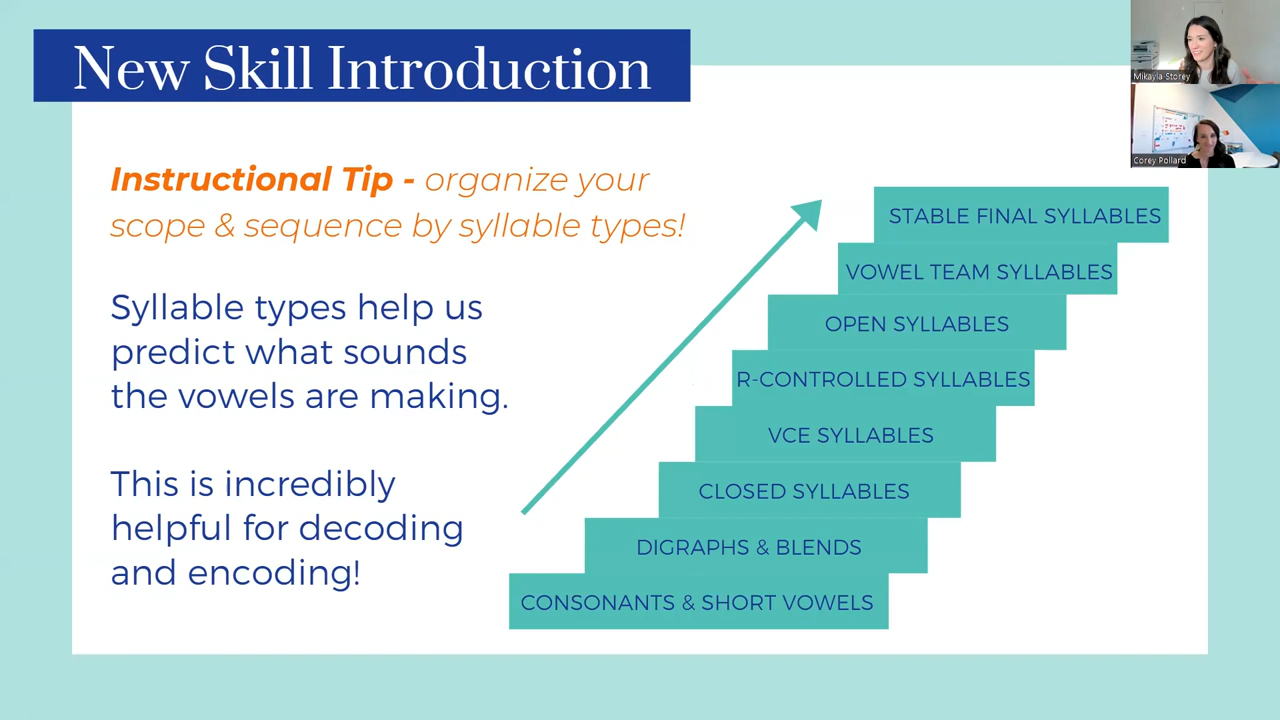 New Skill Introduction
Mikayla Storey
Corey Pollard
Instructional Tip - organize your
scope & sequence by syllable types!
Syllable types help us
predict what sounds
the vowels are making.
This is incredibly
helpful for decoding
and encoding!
STABLE FINAL SYLLABLES
VOWEL TEAM SYLLABLES
OPEN SYLLABLES
R-CONTROLLED SYLLABLES
VCE SYLLABLES
CLOSED SYLLABLES
DIGRAPHS & BLENDS
CONSONANTS & SHORT VOWELS